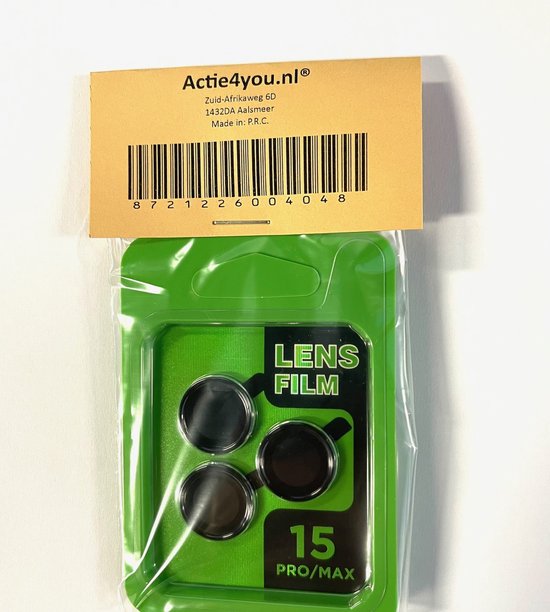 Actie4you.nl®
Zuid-Afrikaweg 6D
1432DA Aalsmeer
Made in: P.R.C.
8721226004048
LENS
FILM
15
PRO/MAX